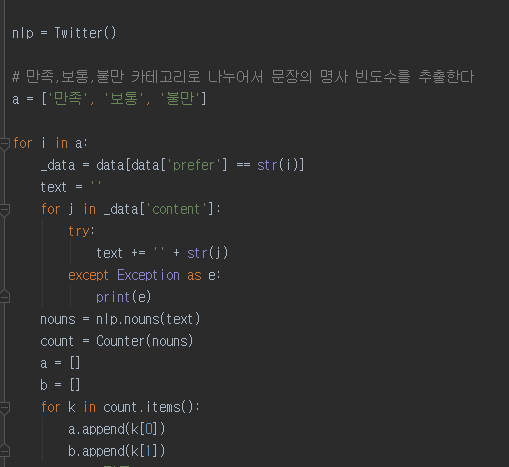 nlp = Twitter()
# 만족,보통,불만 카테고리로 나누어서 문장의 명사 빈도수를 추출한다
a = ['만족', '보통', '불만']
for i in a:
    _data = data[data['prefer'] == str(i)]
    text = ''
    for j in _data['content']:
        try:
            text += '' + str(j)
        except Exception as e:
            print(e)
    nouns = nlp.nouns(text)
    count = Counter(nouns)
    a = []
    b = []
    for k in count.items():
        a.append(k[0])
        b.append(k[1])